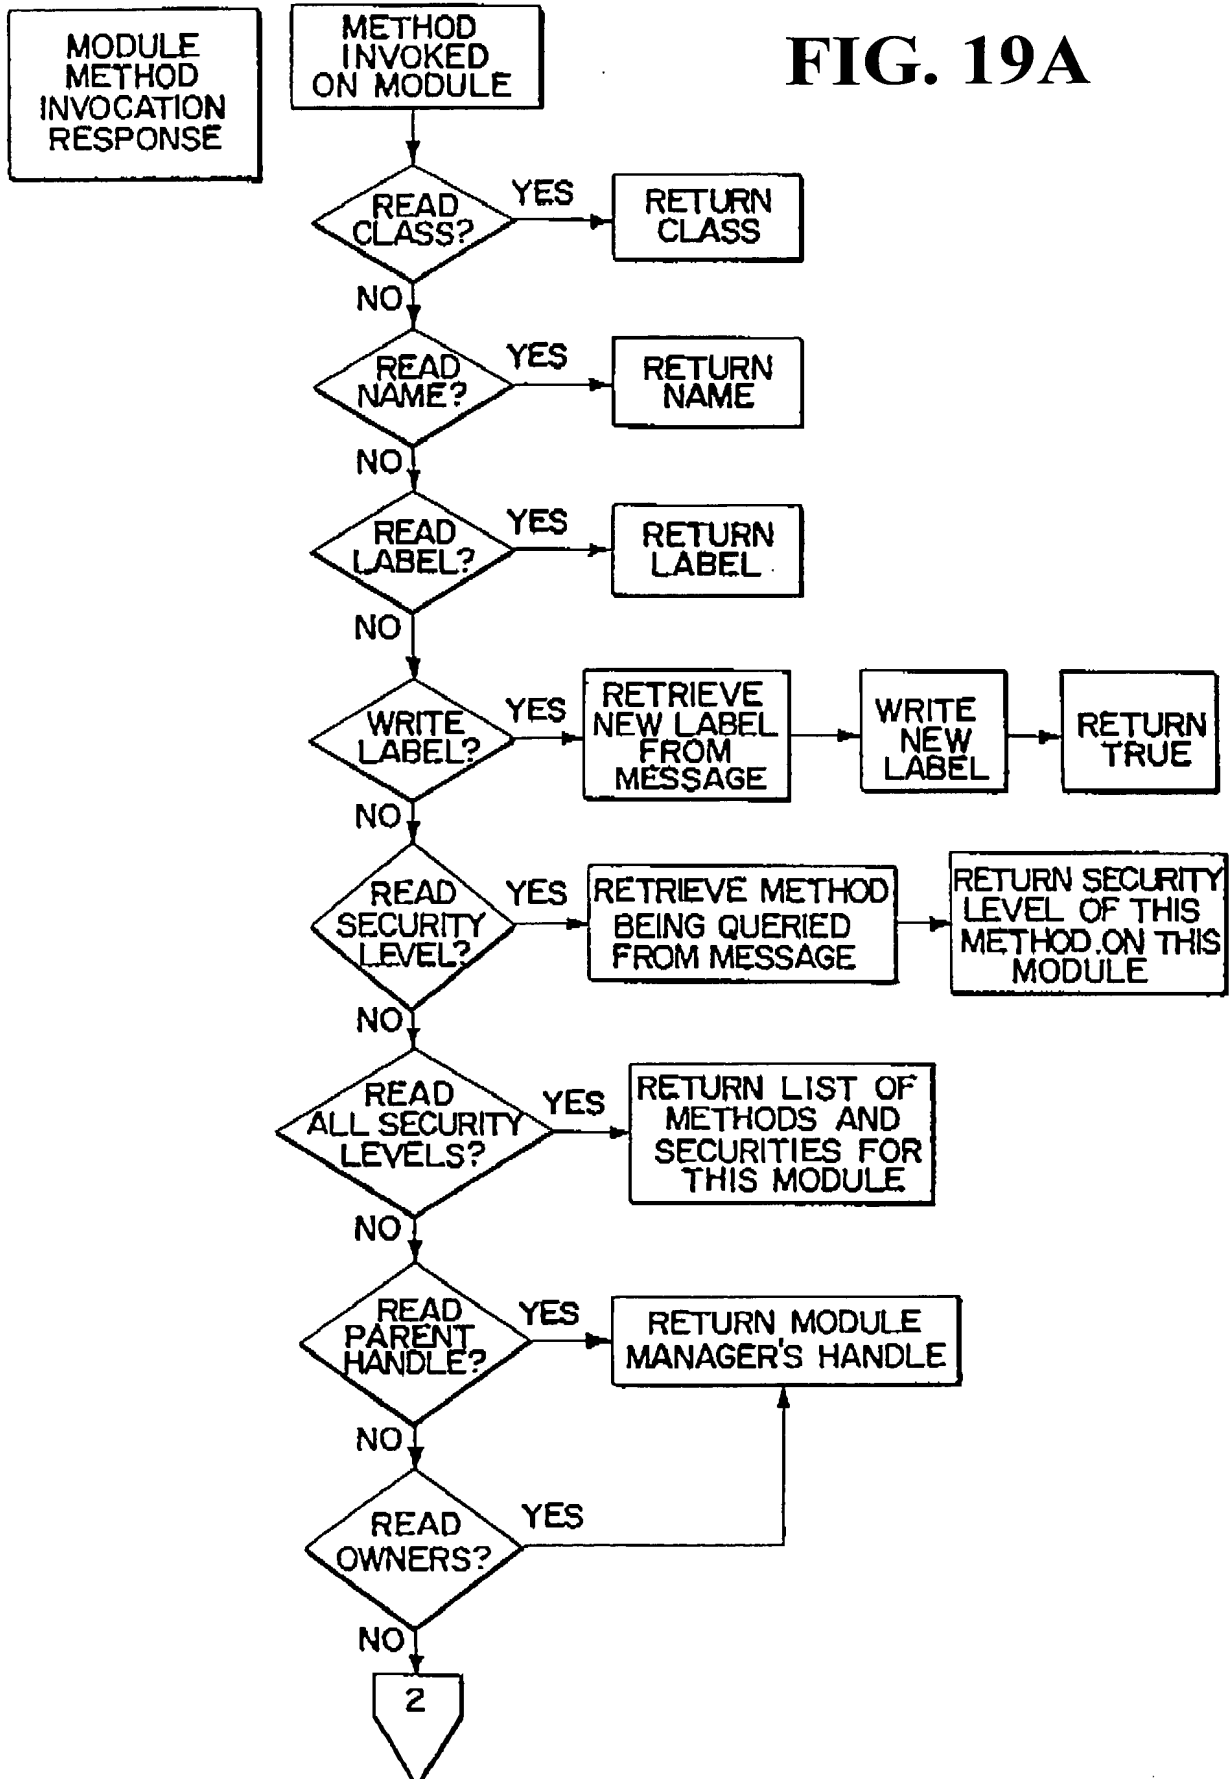 MODULE
METHOD
INVOCATION
RESPONSE
METHOD
INVOKED
ON MODULE
FIG. 19A
READ
CLASS?
YES
RETURN
CLASS
NO
READ
NAME?
YES
RETURN
NAME
NO
READ
LABEL?
YES
RETURN
LABEL
NO
WRITE
LABEL?
YES
RETRIEVE
NEW LABEL
FROM
MESSAGE
WRITE
NEW
LABEL
RETURN
TRUE
NO
READ
SECURITY
LEVEL?
YES
RETRIEVE METHOD
BEING QUERIED
FROM MESSAGE
RETURN SECURITY
LEVEL OF THIS
METHOD.ON THIS
MODULE
NO
READ
ALL SECURITY
LEVELS?
YES
RETURN LIST OF
METHODS AND
SECURITIES FOR
THIS MODULE
NO
READ
PARENT
HANDLE?
YES
RETURN MODULE
MANAGER'S HANDLE
NO
READ
OWNERS?
YES
NO
2